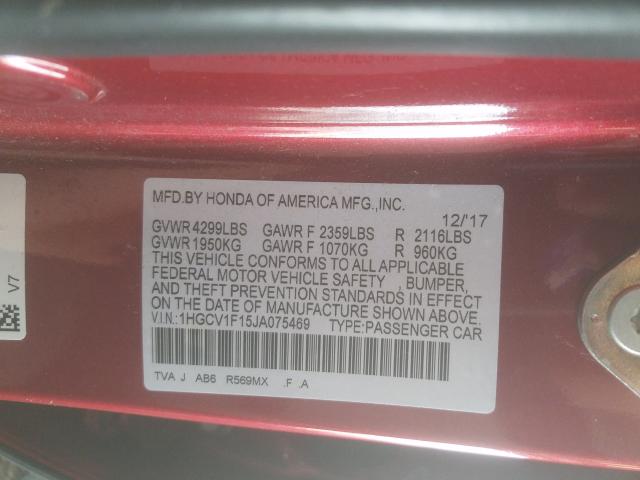 MFD.BY HONDA OF AMERICA MFG.,INC.
12/'17
GVWR 4299LBS GAWR F 2359LBS R 2116LBS
GVWR 1950KG GAWR F 1070KG R 960KG
THIS VEHICLE CONFORMS TO ALL APPLICABLE
FEDERAL MOTOR VEHICLE SAFETY , BUMPER,
AND THEFT PREVENTION STANDARDS IN EFFECT
ON THE DATE OF MANUFACTURE SHOWN ABOVE.
V.I.N.:1HGCV1F15JA075469 TYPE:PASSENGER CAR
TVA J AB6 R569MX .F .A
V7